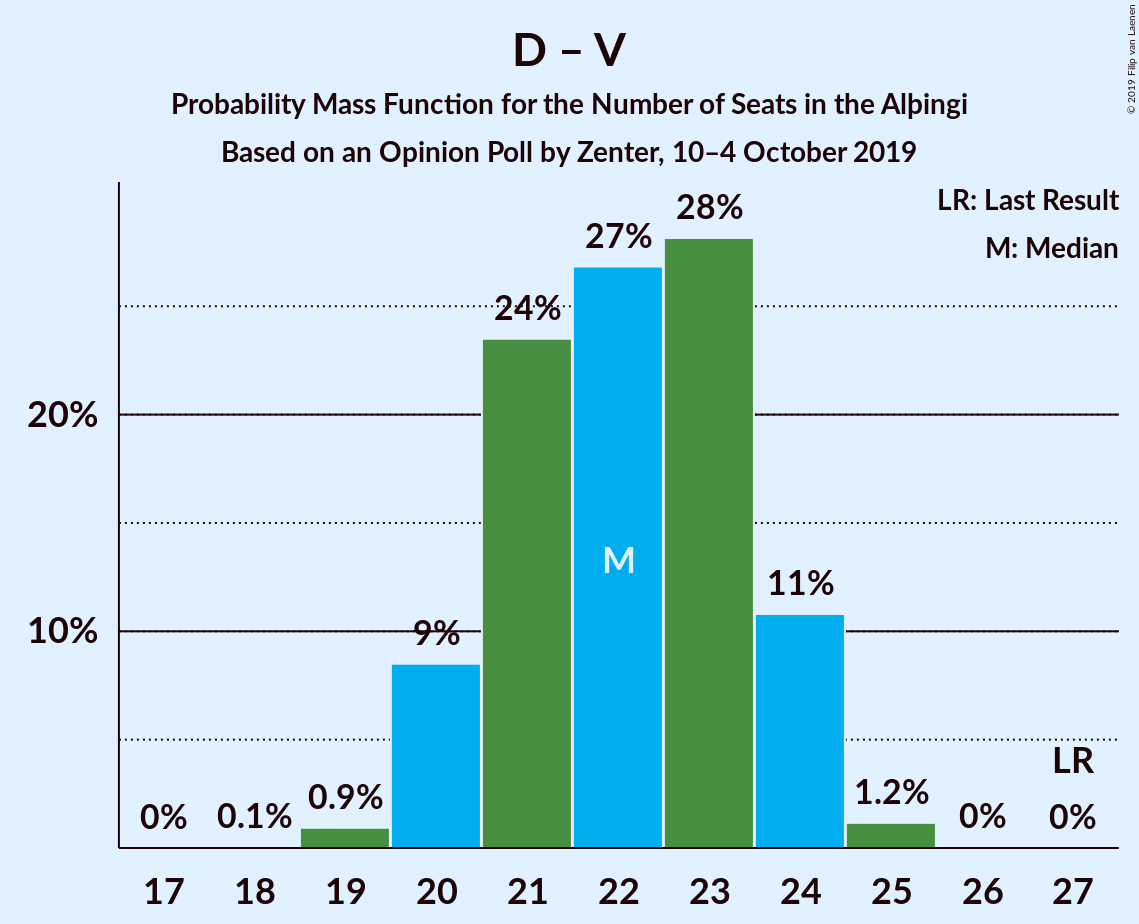 D – V
Probability Mass Function for the Number of Seats in the Alþingi
Based on an Opinion Poll by Zenter, 10–4 October 2019
© 2019 Filip van Laenen
LR: Last Result
M: Median
28%
27%
24%
20%
M
11%
10%
9%
LR
0%
0.1%
0.9%
1.2%
0%
0%
17 18 19 20 21 22 23 24 25 26 27